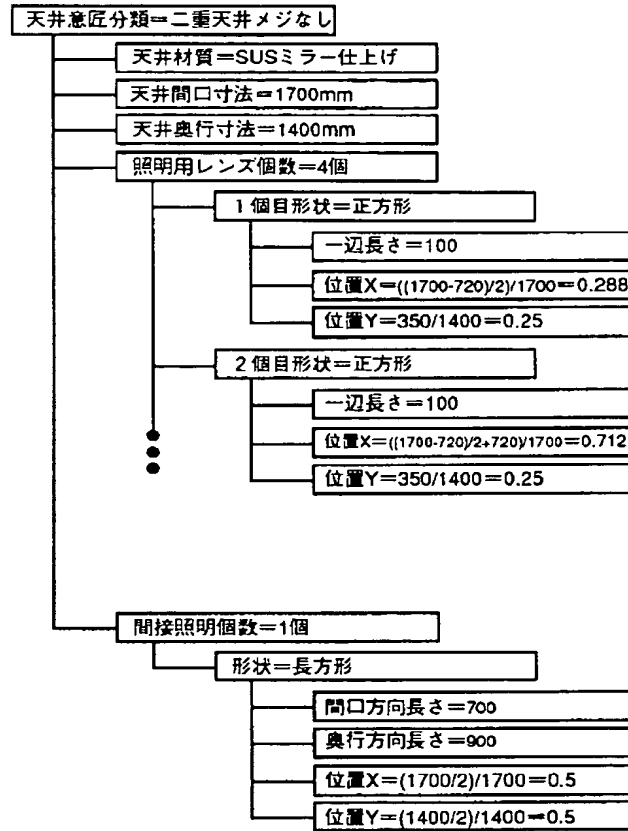 天井意匠分類＝二重天井メジなし
天井材質＝SUSミラー仕上げ
天井間口寸法＝1700mm
天井奥行寸法＝1400mm
照明用レンズ個数＝4個
1個目形状＝正方形
一辺長さ＝100
位置X＝((1700-720)/2)/1700＝0.288
位置Y＝350/1400＝0.25
2個目形状＝正方形
一辺長さ＝100
位置X＝((1700-720)/2+720)/1700＝0.712
位置Y＝350/1400＝0.25
間接照明個数＝1個
形状＝長方形
間口方向長さ＝700
奥行方向長さ＝900
位置X＝(1700/2)/1700＝0.5
位置Y＝(1400/2)/1400＝0.5